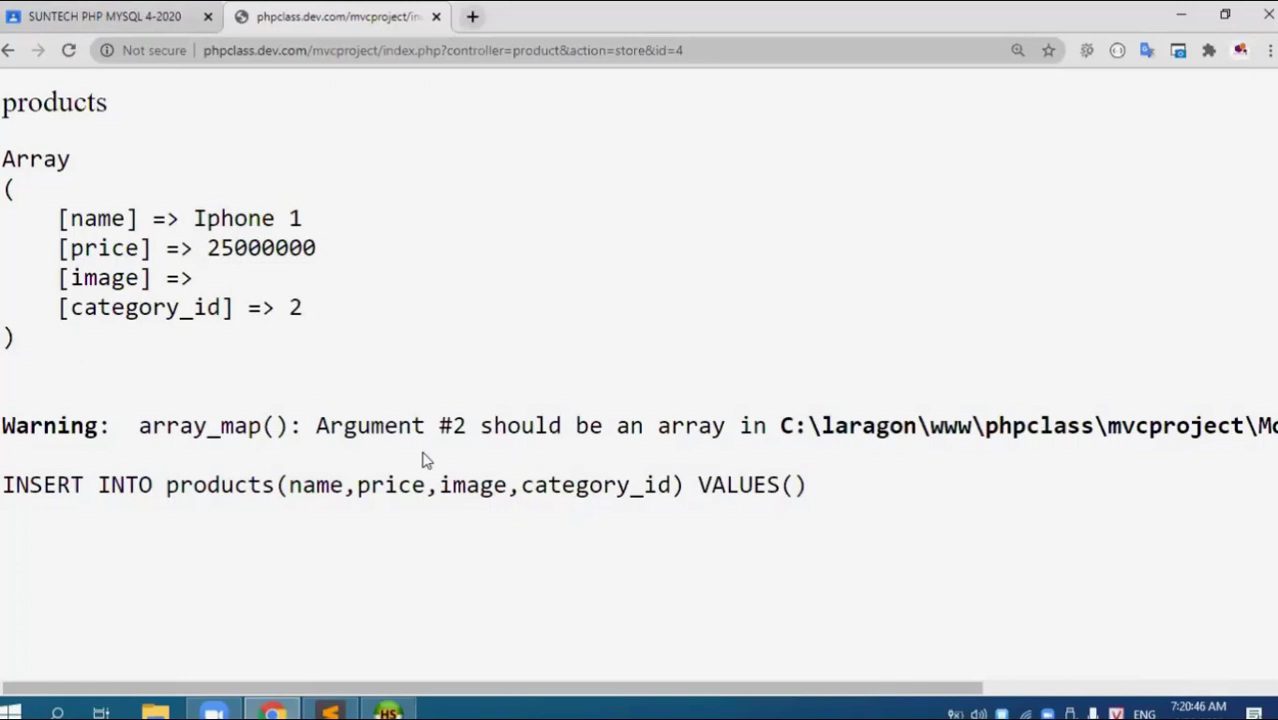 SUNTECH PHP MYSQL 4-2020
phpclass.dev.com/mvcproject/in
Not secure phpclass.dev.com/mvcproject/index.php?controller=product&action=store&id=4
products
Array
(
[name] => Iphone 1
[price] => 25000000
[image] =>
[category_id] => 2
)
Warning: array_map(): Argument #2 should be an array in C:\laragon\www\phpclass\mvcproject\Mo
INSERT INTO products(name,price,image,category_id) VALUES()
HS
ENG
7:20:46 AM